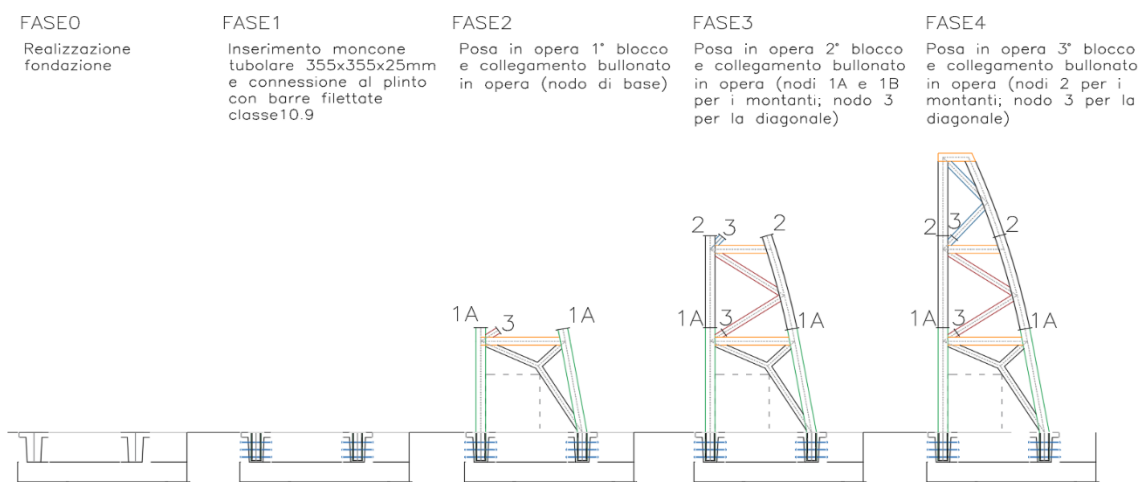 FASE0
Realizzazione
fondazione
FASE1
Inserimento moncone
tubolare 355x355x25mm
e connessione al plinto
con barre filettate
classe10.9
FASE2
Posa in opera 1° blocco
e collegamento bullonato
in opera (nodo di base)
FASE3
Posa in opera 2° blocco
e collegamento bullonato
in opera (nodi 1A e 1B
per i montanti; nodo 3
per la diagonale)
FASE4
Posa in opera 3° blocco
e collegamento bullonato
in opera (nodi 2 per i
montanti; nodo 3 per la
diagonale)
1A
3
1A
2
3
2
1A
3
1A
2
3
2
1A
3
1A